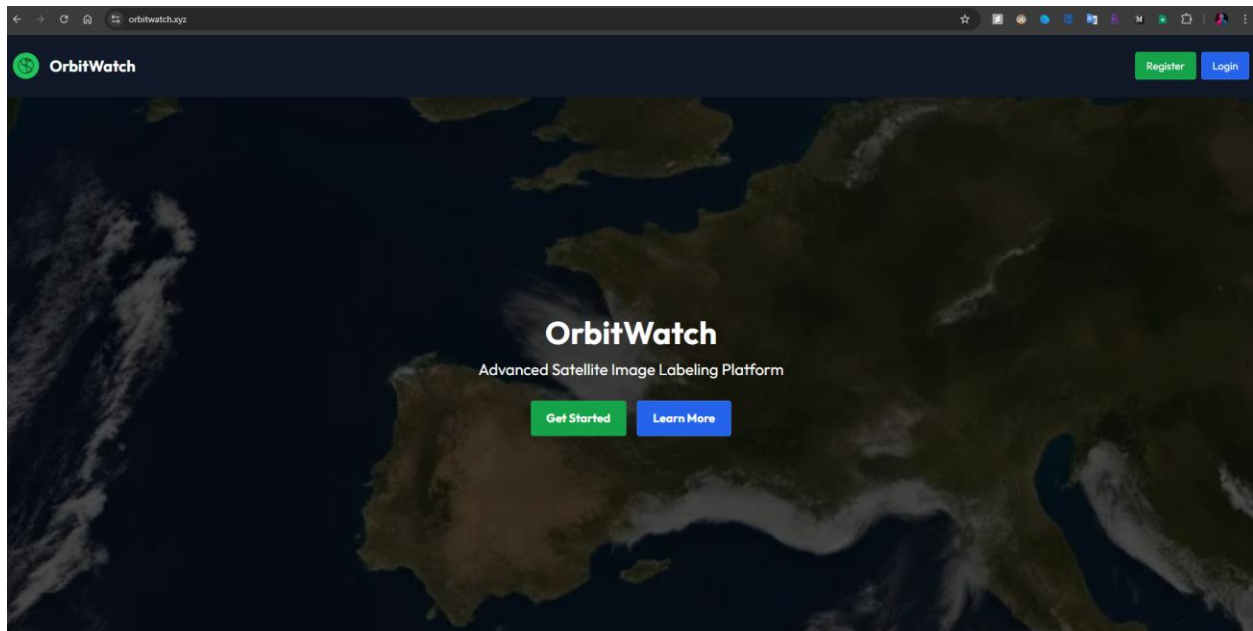 orbitwatch.xyz
OrbitWatch
Register
Login
OrbitWatch
Advanced Satellite Image Labeling Platform
Get Started
Learn More